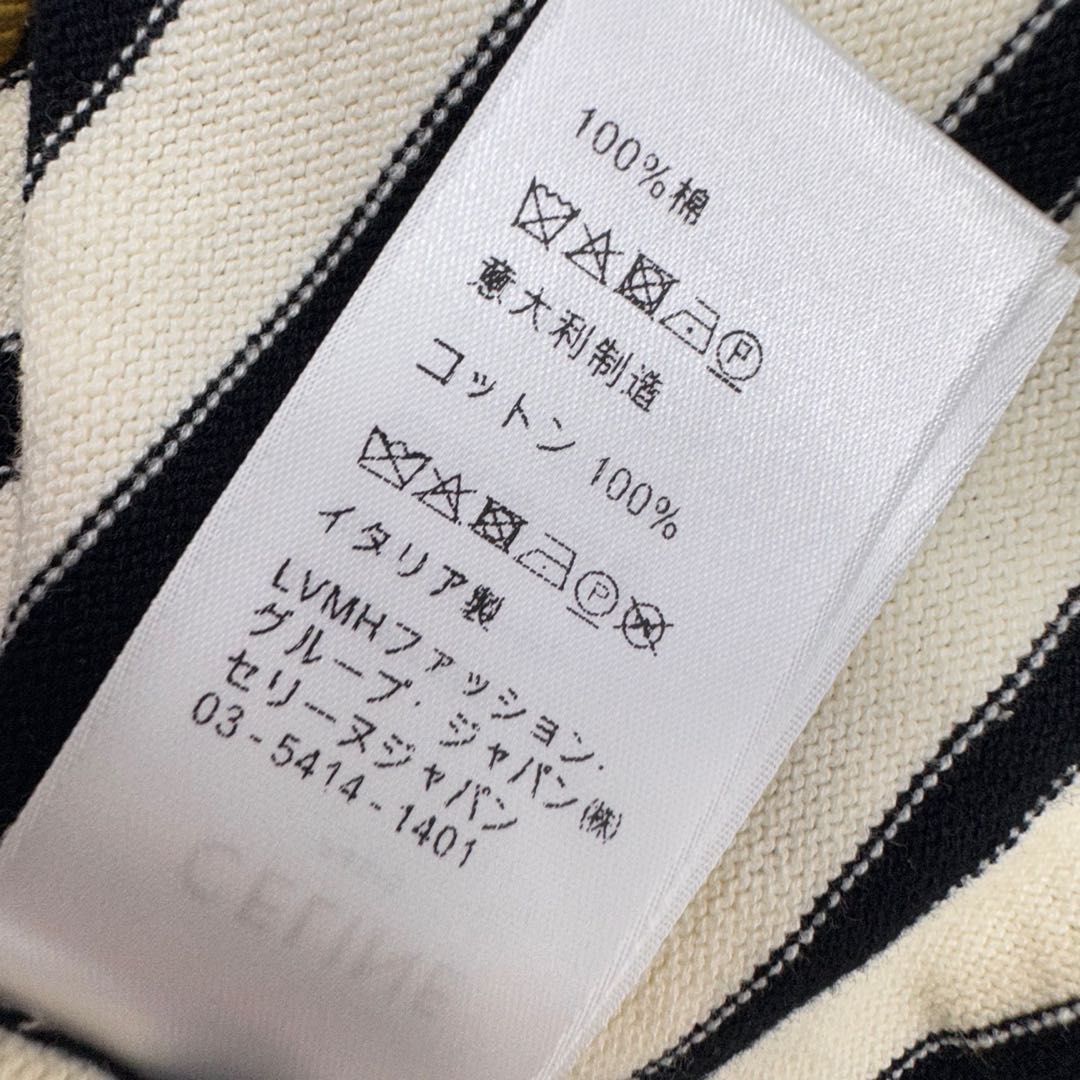 100%棉
P
意大利制造
コットン 100%
P W
イタリア製
LVMHファッション.
グループ.ジャパン㈱
セリーヌジャパン
03-5414-1401
CELINE